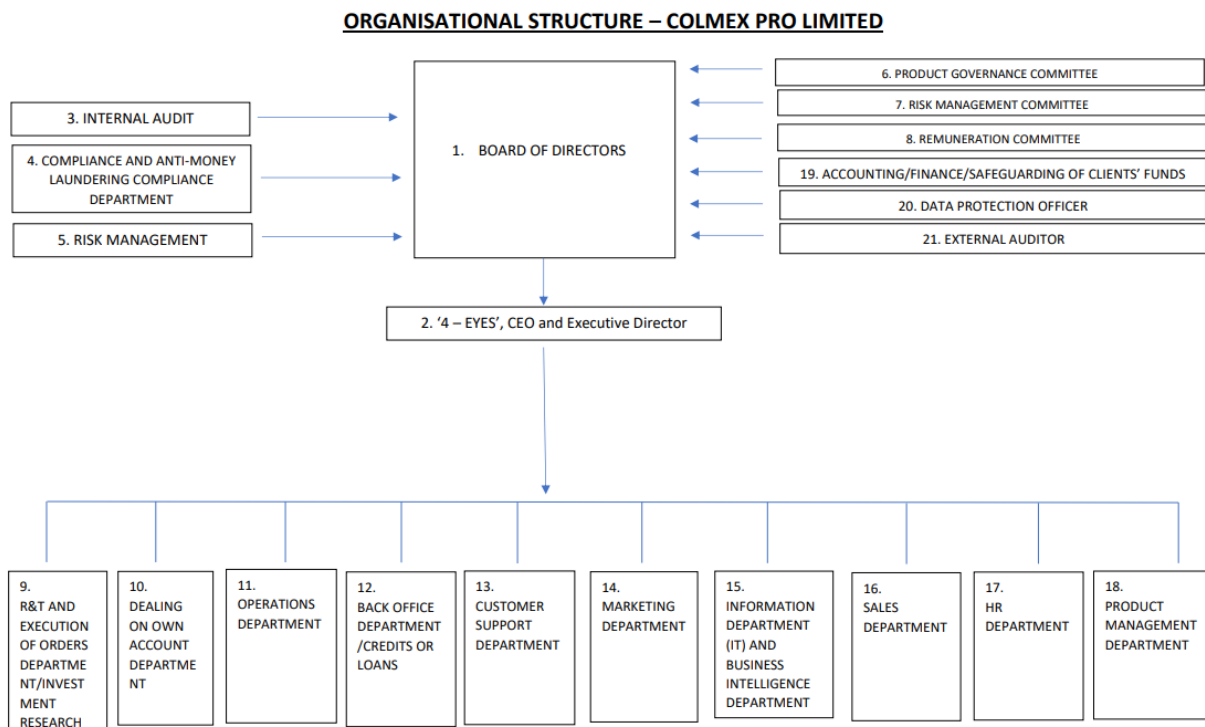 ORGANISATIONAL STRUCTURE – COLMEX PRO LIMITED
3. INTERNAL AUDIT
4. COMPLIANCE AND ANTI-MONEY
LAUNDERING COMPLIANCE
DEPARTMENT
5. RISK MANAGEMENT
1. BOARD OF DIRECTORS
6. PRODUCT GOVERNANCE COMMITTEE
7. RISK MANAGEMENT COMMITTEE
8. REMUNERATION COMMITTEE
19. ACCOUNTING/FINANCE/SAFEGUARDING OF CLIENTS’ FUNDS
20. DATA PROTECTION OFFICER
21. EXTERNAL AUDITOR
2. ‘4 – EYES’, CEO and Executive Director
9.
R&T AND
EXECUTION
OF ORDERS
DEPARTME
NT/INVEST
MENT
RESEARCH
10.
DEALING
ON OWN
ACCOUNT
DEPARTME
NT
11.
OPERATIONS
DEPARTMENT
12.
BACK OFFICE
DEPARTMENT
/CREDITS OR
LOANS
13.
CUSTOMER
SUPPORT
DEPARTMENT
14.
MARKETING
DEPARTMENT
15.
INFORMATION
DEPARTMENT
(IT) AND
BUSINESS
INTELLIGENCE
DEPARTMENT
16.
SALES
DEPARTMENT
17.
HR
DEPARTMENT
18.
PRODUCT
MANAGEMENT
DEPARTMENT